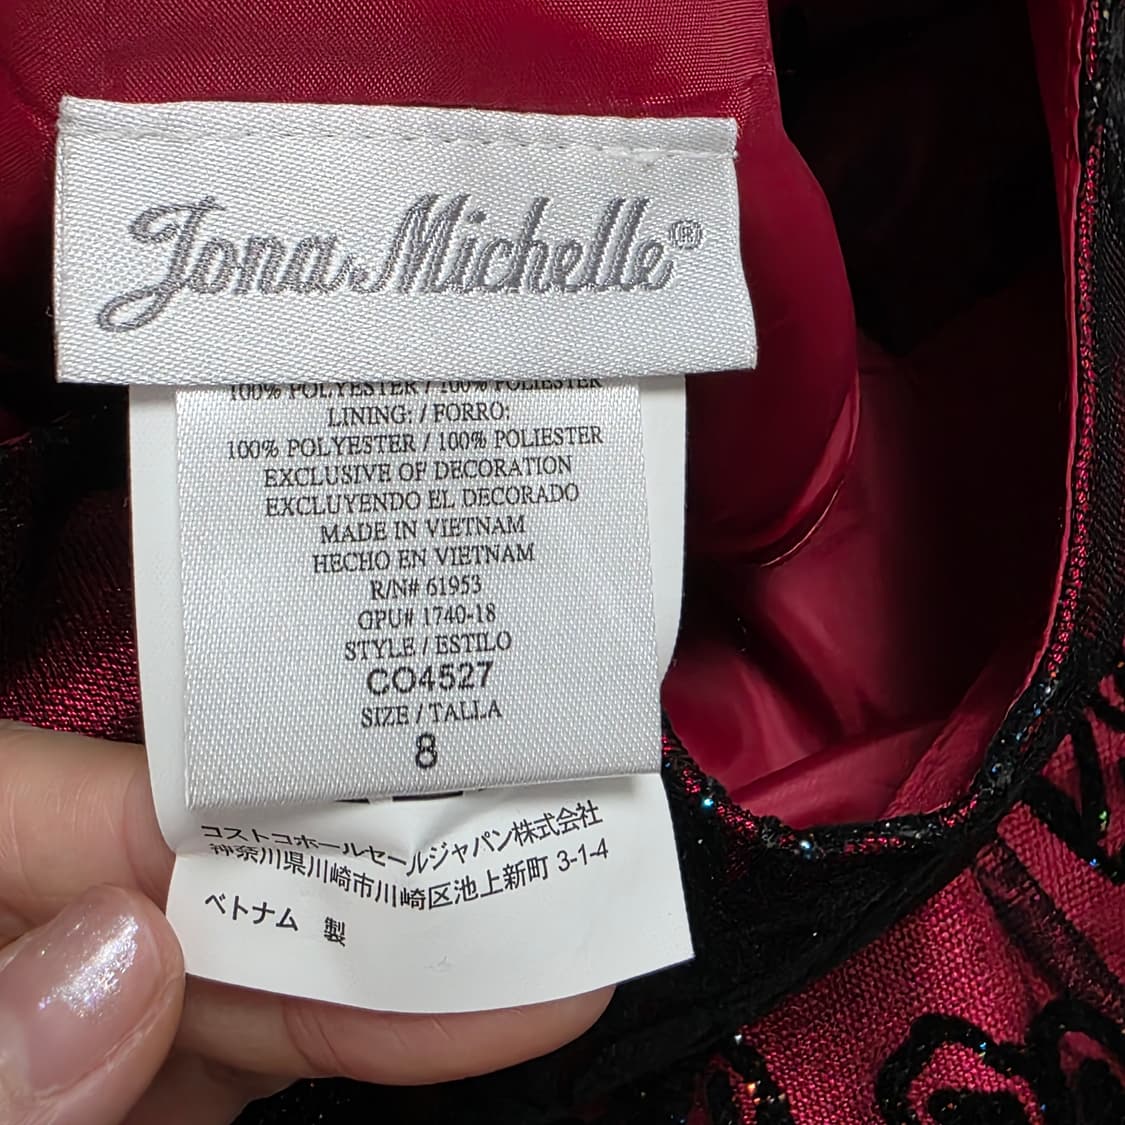 Jona Michelle®
100% POLYESTER / 100% POLIESTER
LINING: / FORRO:
100% POLYESTER / 100% POLIESTER
EXCLUSIVE OF DECORATION
EXCLUYENDO EL DECORADO
MADE IN VIETNAM
HECHO EN VIETNAM
R/N# 61953
GPU# 1740-18
STYLE / ESTILO
CO4527
SIZE / TALLA
8
コストコホールセールジャパン株式会社
神奈川県川崎市川崎区池上新町 3-1-4
ベトナム 製